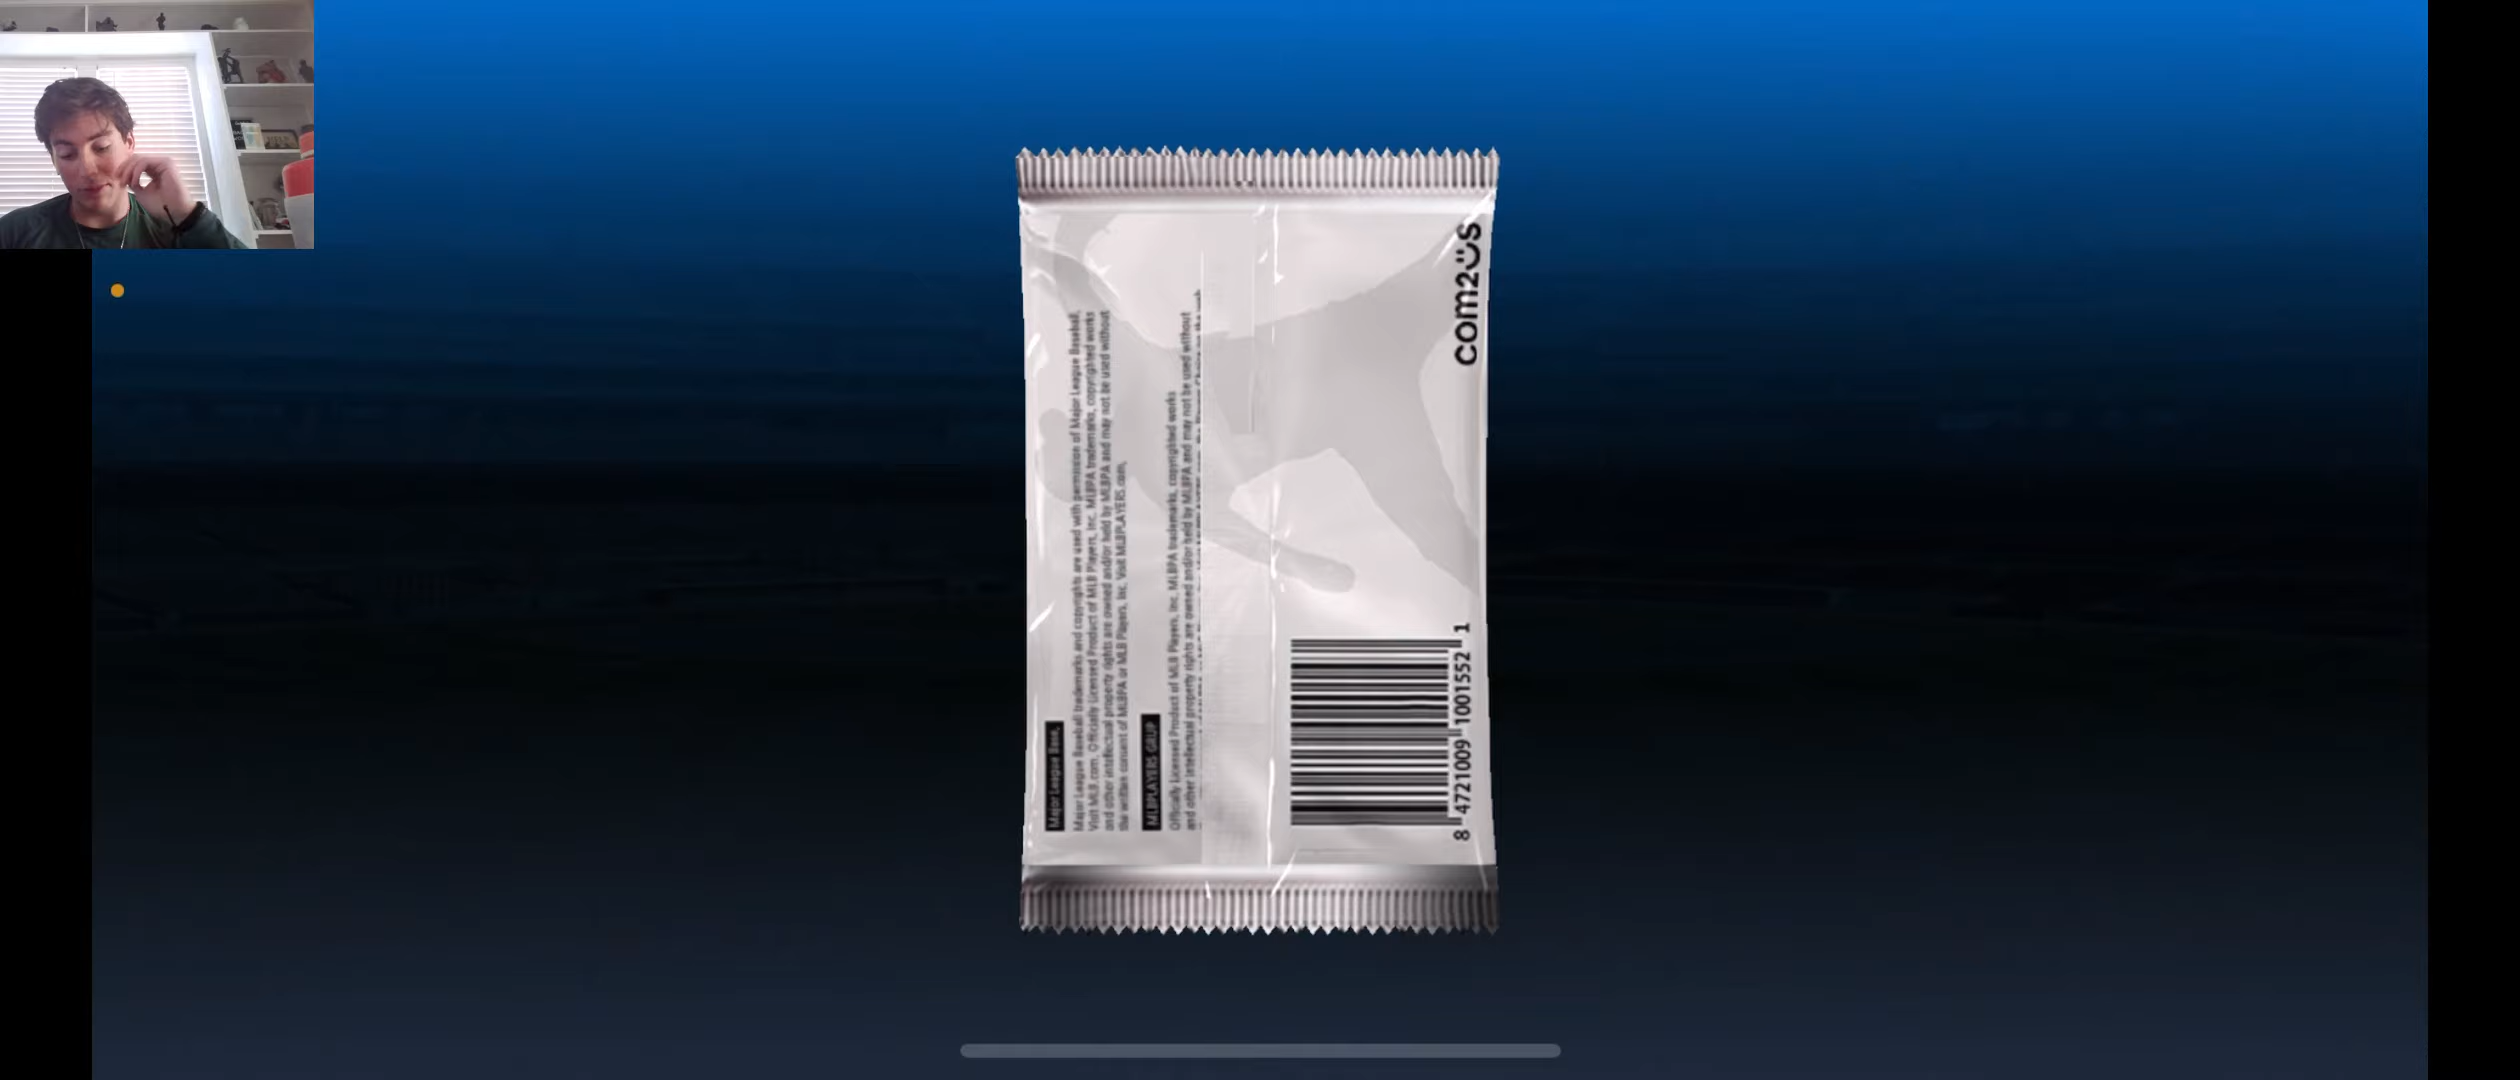 com2us
Major League Base,
Major League Baseball trademarks and copyrights are used with permission of Major League Baseball,
Visit MLB.com, Officially Licensed Product of MLB Players, Inc. MLBPA trademarks, copyrighted works
and other intellectual property rights are owned and/or held by MLBPA and may not be used without
the written consent of MLBPA or MLB Players, Inc. Visit MLBPLAYERS.com,
MLBPLAYERS GRUP
Officially Licensed Product of MLB Players, Inc. MLBPA trademarks, copyrighted works
and other intellectual property rights are owned and/or held by MLBPA and may not be used without
8 4721009 1001552 1